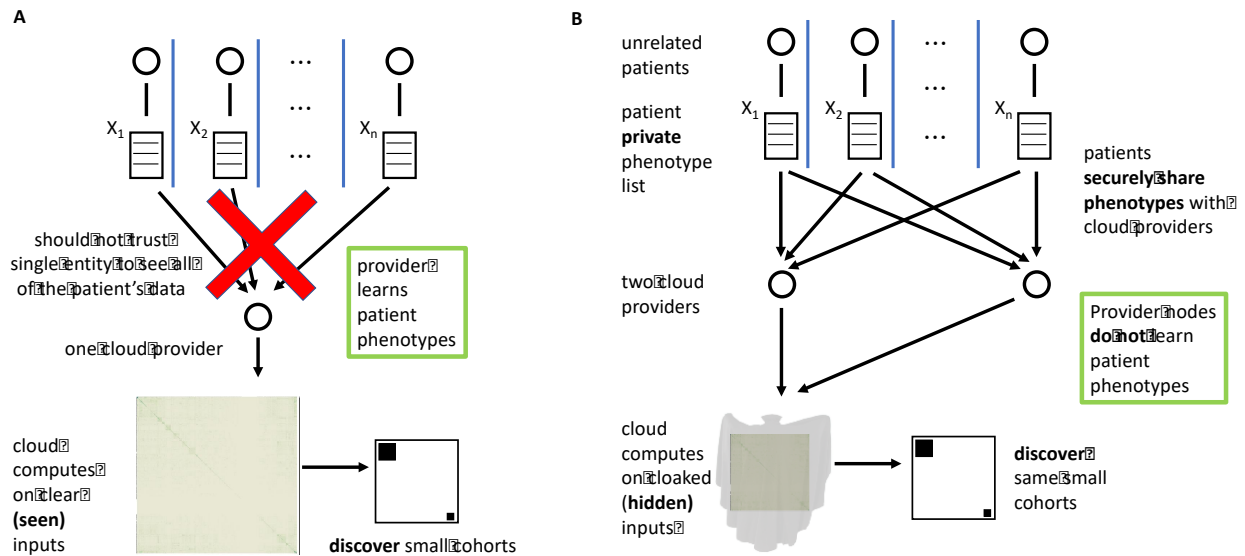 A
X1
X2
...
...
...
Xn
should not trust
single entity to see all
of the patient's data
provider
learns
patient
phenotypes
one cloud provider
cloud
computes
on clear
(seen)
inputs
discover small cohorts
B
unrelated
patients
patient
private
phenotype
list
X1
X2
...
...
...
Xn
patients
securely share
phenotypes with
cloud providers
two cloud
providers
Provider nodes
do not learn
patient
phenotypes
cloud
computes
on cloaked
(hidden)
inputs
discover
same small
cohorts